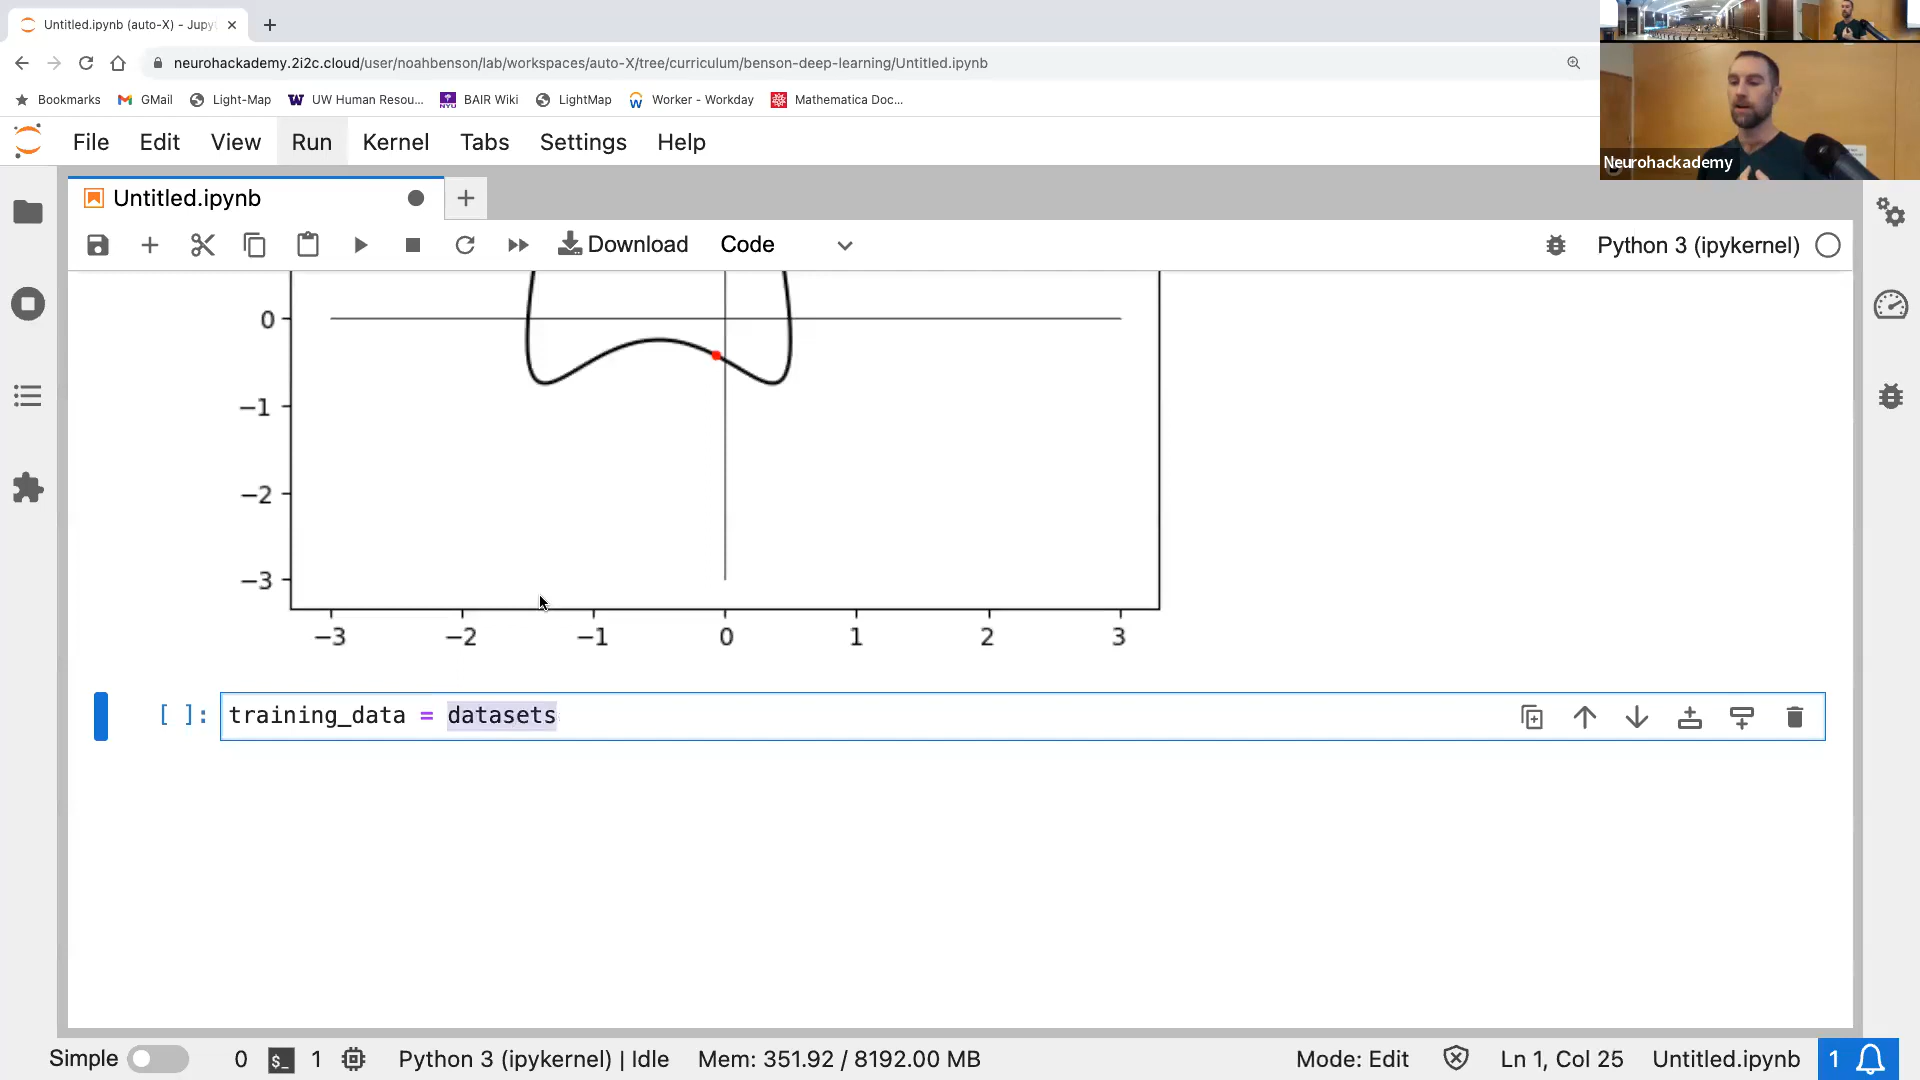 Untitled.ipynb (auto-X) - Jupy
neurohackademy.2i2c.cloud/user/noahbenson/lab/workspaces/auto-X/tree/curriculum/benson-deep-learning/Untitled.ipynb
Bookmarks GMail Light-Map UW Human Resou... BAIR Wiki LightMap Worker - Workday Mathematica Doc...
Neurohackademy
File Edit View Run Kernel Tabs Settings Help
Untitled.ipynb
Download Code Python 3 (ipykernel)
0
−1
−2
−3
−3 −2 −1 0 1 2 3
[ ]: training_data = datasets
Simple 0 $_ 1 Python 3 (ipykernel) | Idle Mem: 351.92 / 8192.00 MB Mode: Edit Ln 1, Col 25 Untitled.ipynb 1